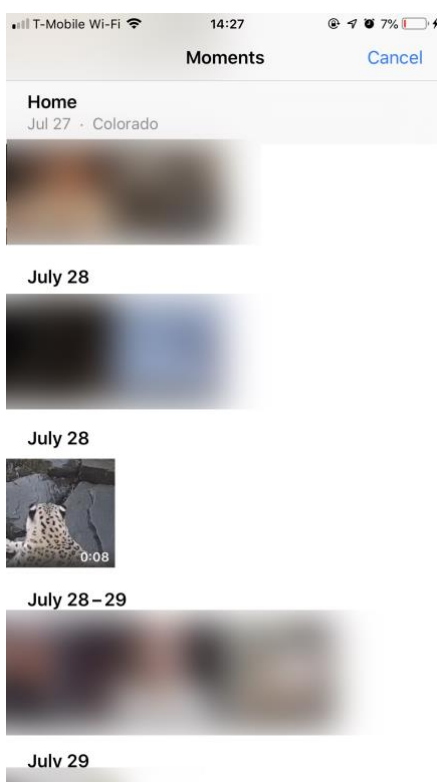 T-Mobile Wi-Fi 14:27 7%
Moments Cancel
Home
Jul 27 · Colorado
July 28
July 28
0:08
July 28–29
July 29